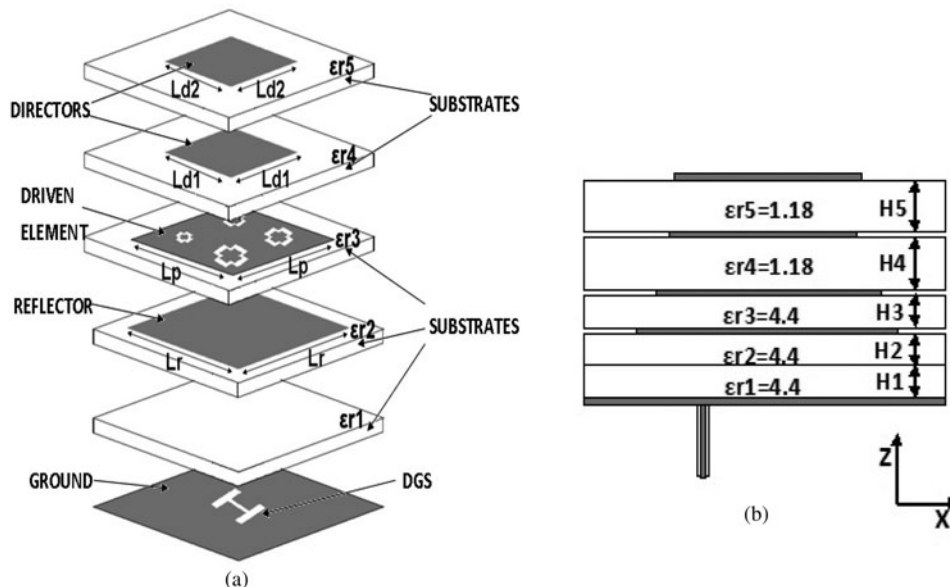 εr5
Ld2 Ld2
DIRECTORS
SUBSTRATES
εr4
Ld1 Ld1
DRIVEN
ELEMENT
εr3
Lp Lp
REFLECTOR
εr2
SUBSTRATES
Lr Lr
εr1
GROUND
DGS
(a)
εr5=1.18 H5
εr4=1.18 H4
εr3=4.4 H3
εr2=4.4 H2
εr1=4.4 H1
Z
X
(b)